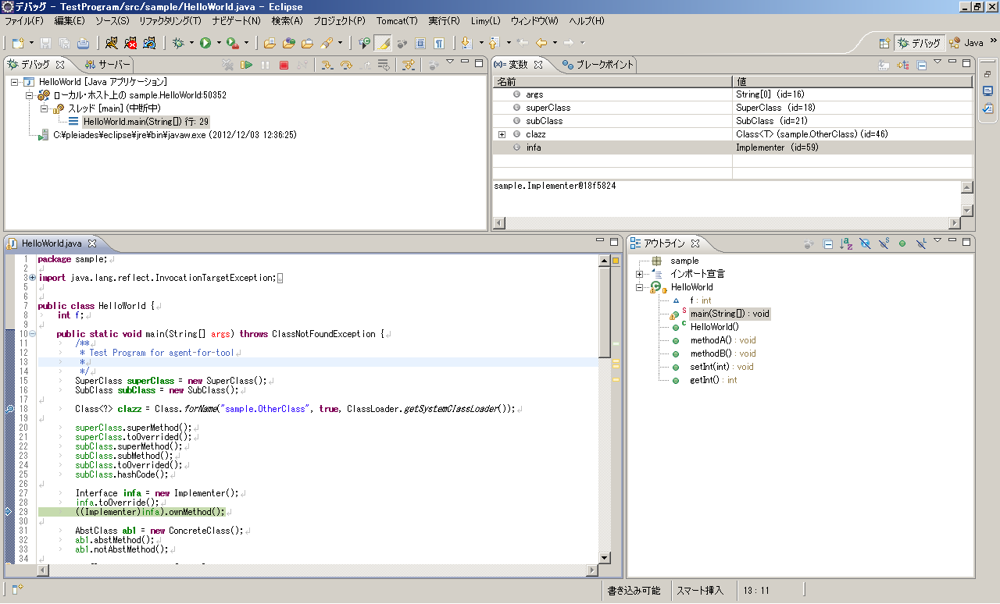 デバッグ - TestProgram/src/sample/HelloWorld.java - Eclipse
ファイル(F) 編集(E) ソース(S) リファクタリング(T) ナビゲート(N) 検索(A) プロジェクト(P) Tomcat(T) 実行(R) Limy(L) ウィンドウ(W) ヘルプ(H)
デバッグ Java »
デバッグ サーバー
HelloWorld [Java アプリケーション]
ローカル・ホスト上の sample.HelloWorld:50352
スレッド [main] (中断中)
HelloWorld.main(String[]) 行: 29
C:¥pleiades¥eclipse¥jre¥bin¥javaw.exe (2012/12/03 12:36:25)
(x)= 変数 ブレークポイント
名前 値
args String[0] (id=16)
superClass SuperClass (id=18)
subClass SubClass (id=21)
clazz Class<T> (sample.OtherClass) (id=46)
infa Implementer (id=59)
sample.Implementer@18f5824
HelloWorld.java
1 package sample;
2
3 import java.lang.reflect.InvocationTargetException;
5
6
7 public class HelloWorld {
8 int f;
9
10 public static void main(String[] args) throws ClassNotFoundException {
11 /**
12 * Test Program for agent-for-tool
13 *
14 */
15 SuperClass superClass = new SuperClass();
16 SubClass subClass = new SubClass();
17
18 Class<?> clazz = Class.forName("sample.OtherClass", true, ClassLoader.getSystemClassLoader());
19
20 superClass.superMethod();
21 superClass.toOverrided();
22 subClass.superMethod();
23 subClass.subMethod();
24 subClass.toOverrided();
25 subClass.hashCode();
26
27 Interface infa = new Implementer();
28 infa.toOverride();
29 ((Implementer)infa).ownMethod();
30
31 AbstClass ab1 = new ConcreteClass();
32 ab1.abstMethod();
33 ab1.notAbstMethod();
34
アウトライン
sample
インポート宣言
HelloWorld
f : int
main(String[]) : void
HelloWorld()
methodA() : void
methodB() : void
setInt(int) : void
getInt() : int
書き込み可能 スマート挿入 13 : 11